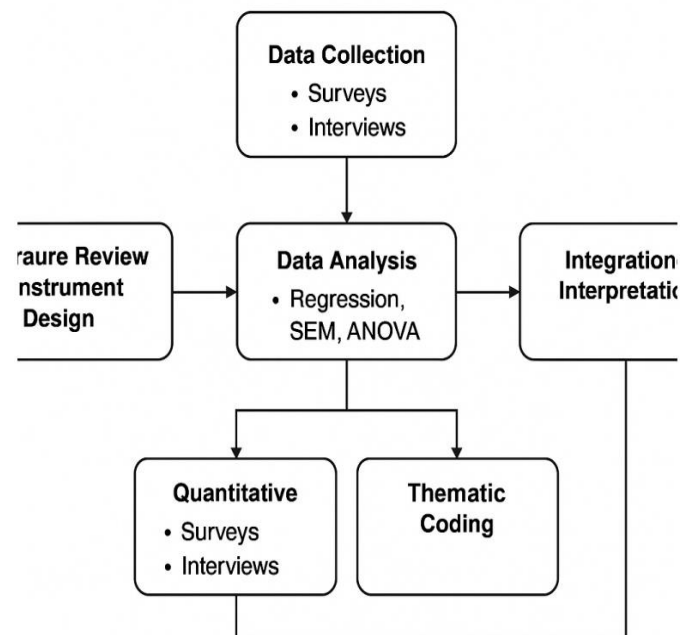 Data Collection
• Surveys
• Interviews
raure Review
nstrument
Design
Data Analysis
• Regression,
SEM, ANOVA
Integration
Interpretatio
Quantitative
• Surveys
• Interviews
Thematic
Coding